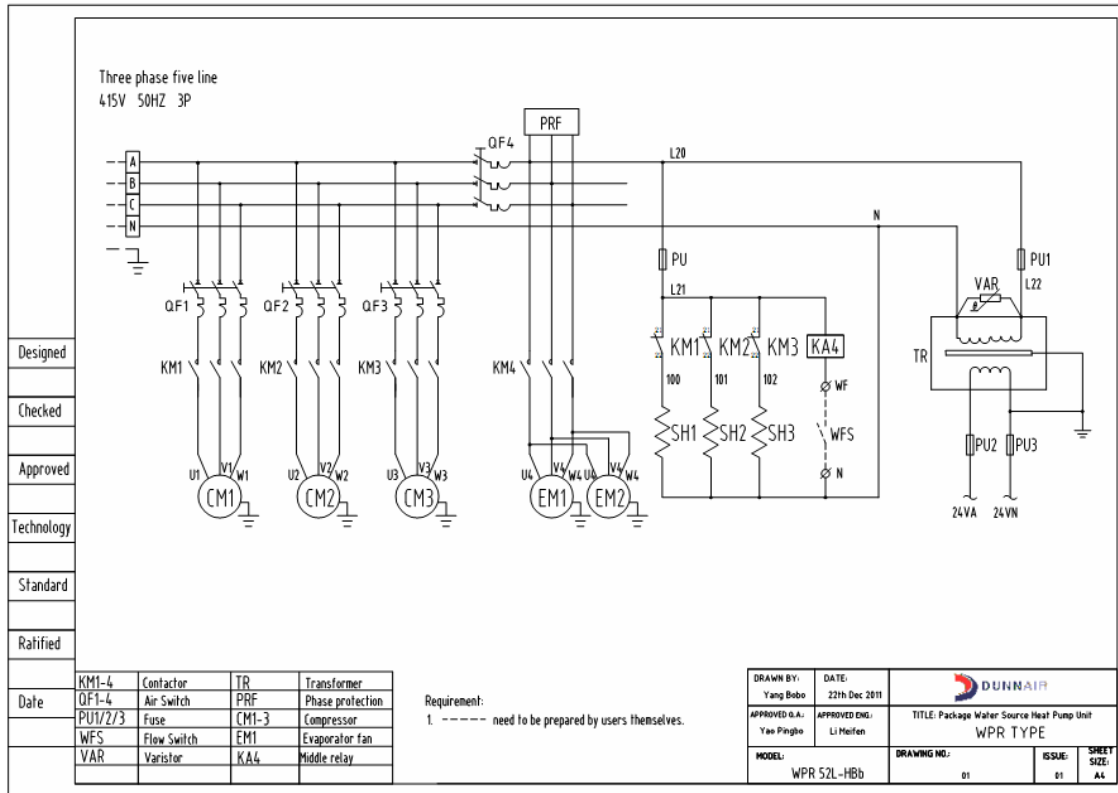 Three phase five line
415V 50HZ 3P
PRF
QF4
A
B
C
N
L20
N
PU
PU1
L21
L22
VAR
θ
QF1
QF2
QF3
KM1
KM2
KM3
KM4
21
22
KM1
21
22
KM2
21
22
KM3
KA4
TR
100
101
102
WF
SH1
SH2
SH3
WFS
N
PU2
PU3
U1
V1
W1
U2
V2
W2
U3
V3
W3
U4
V4
W4
U4
V4
W4
CM1
CM2
CM3
EM1
EM2
24VA
24VN
Designed
Checked
Approved
Technology
Standard
Ratified
Date
KM1-4 Contactor TR Transformer
QF1-4 Air Switch PRF Phase protection
PU1/2/3 Fuse CM1-3 Compressor
WFS Flow Switch EM1 Evaporator fan
VAR Varistor KA4 Middle relay
Requirement:
1. ----- need to be prepared by users themselves.
DRAWN BY: DATE:
Yang Bobo 22th Dec 2011
DUNNAIR
APPROVED Q.A.: APPROVED ENG.:
Yao Pingbo Li Meifen
TITLE: Package Water Source Heat Pump Unit
WPR TYPE
MODEL:
WPR 52L-HBb
DRAWING NO.:
01
ISSUE:
01
SHEET
SIZE:
A4